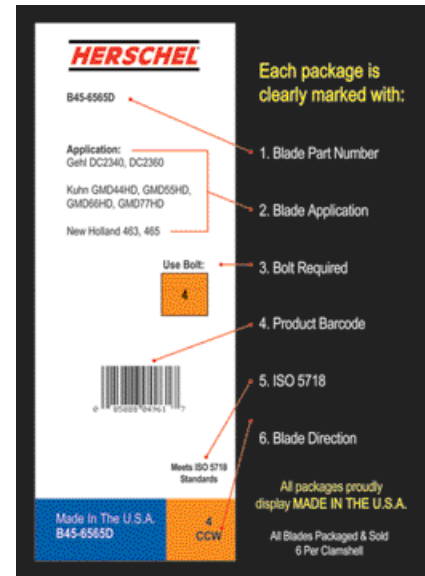 HERSCHEL
B45-6565D
Application:
Gehl DC2340, DC2360
Kuhn GMD44HD, GMD55HD,
GMD66HD, GMD77HD
New Holland 463, 465
Use Bolt:
4
Meets ISO 5718
Standards
Made In The U.S.A.
B45-6565D
4
CCW
Each package is
clearly marked with:
1. Blade Part Number
2. Blade Application
3. Bolt Required
4. Product Barcode
5. ISO 5718
6. Blade Direction
All packages proudly
display MADE IN THE U.S.A.
All Blades Packaged & Sold
6 Per Clamshell